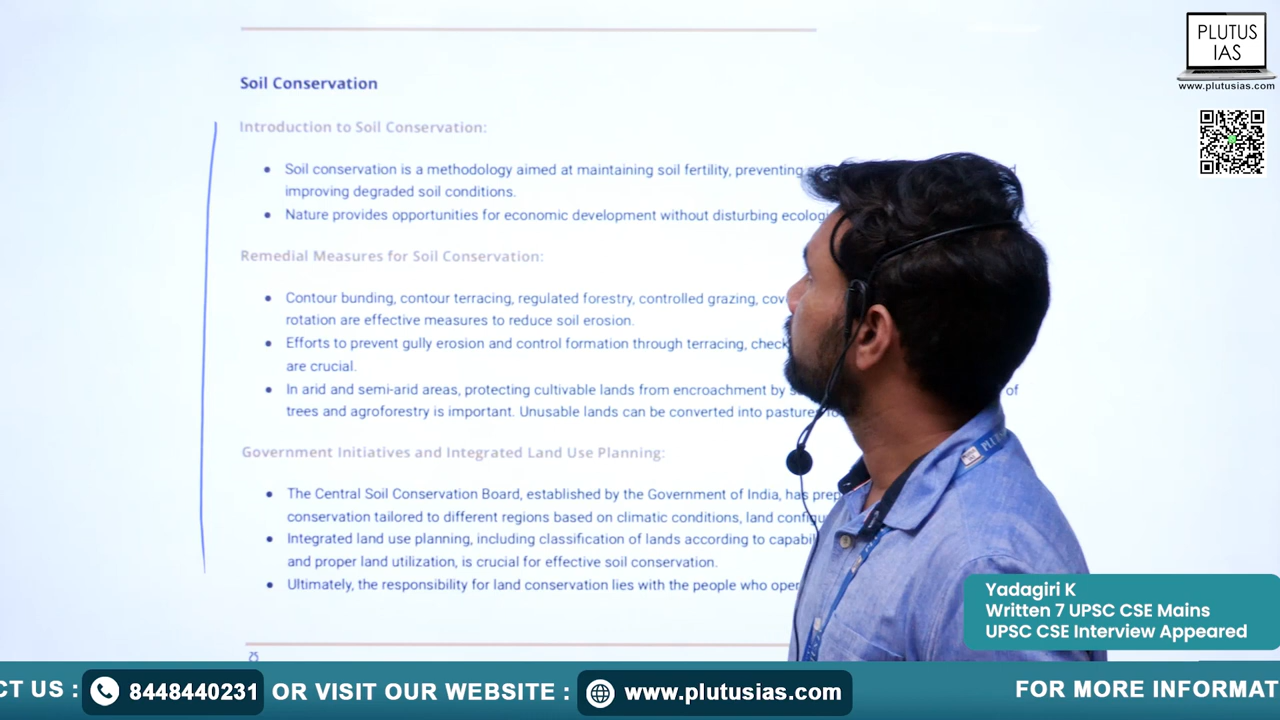 PLUTUS
IAS
www.plutusias.com
Soil Conservation
Introduction to Soil Conservation:
• Soil conservation is a methodology aimed at maintaining soil fertility, preventing
improving degraded soil conditions.
• Nature provides opportunities for economic development without disturbing
Remedial Measures for Soil Conservation:
• Contour bunding, contour terracing, regulated forestry, controlled grazing,
rotation are effective measures to reduce soil erosion.
• Efforts to prevent gully erosion and control formation through terracing, check
are crucial.
• In arid and semi-arid areas, protecting cultivable lands from encroachment by of
trees and agroforestry is important. Unusable lands can be converted into
Government Initiatives and Integrated Land Use Planning:
• The Central Soil Conservation Board, established by the Government of India, has
conservation tailored to different regions based on climatic conditions, land
• Integrated land use planning, including classification of lands according to
and proper land utilization, is crucial for effective soil conservation.
• Ultimately, the responsibility for land conservation lies with the people who
Yadagiri K
Written 7 UPSC CSE Mains
UPSC CSE Interview Appeared
CT US : 8448440231 OR VISIT OUR WEBSITE : www.plutusias.com FOR MORE INFORMAT